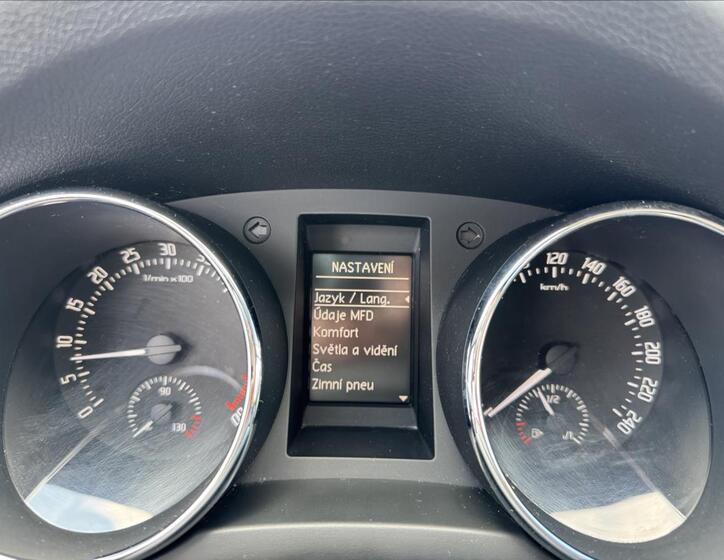 NASTAVENÍ
Jazyk / Lang.
Údaje MFD
Komfort
Světla a vidění
Čas
Zimní pneu
0 5 10 15 20 25 30
1/min x100
90
130
120 140 160 180 200 220 240
km/h
1/2